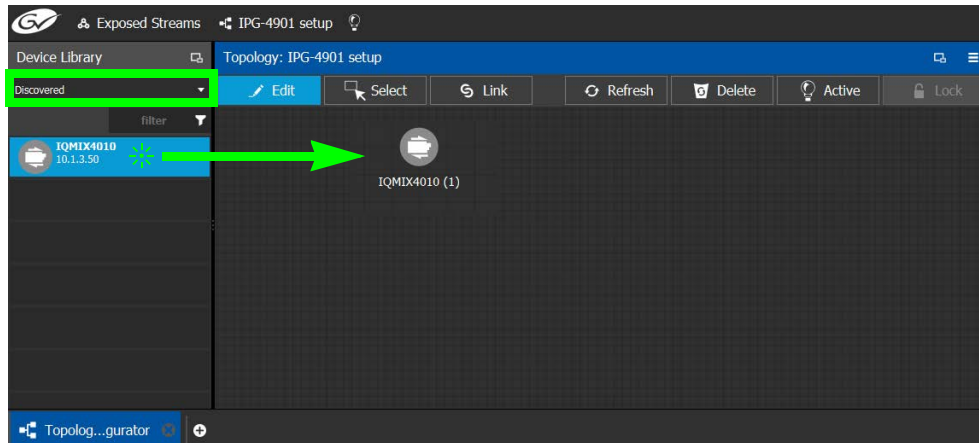 GV Exposed Streams IPG-4901 setup
Device Library
Topology: IPG-4901 setup
Discovered
Edit Select Link Refresh Delete Active Lock
filter
IQMIX4010
10.1.3.50
IQMIX4010 (1)
Topolog...gurator